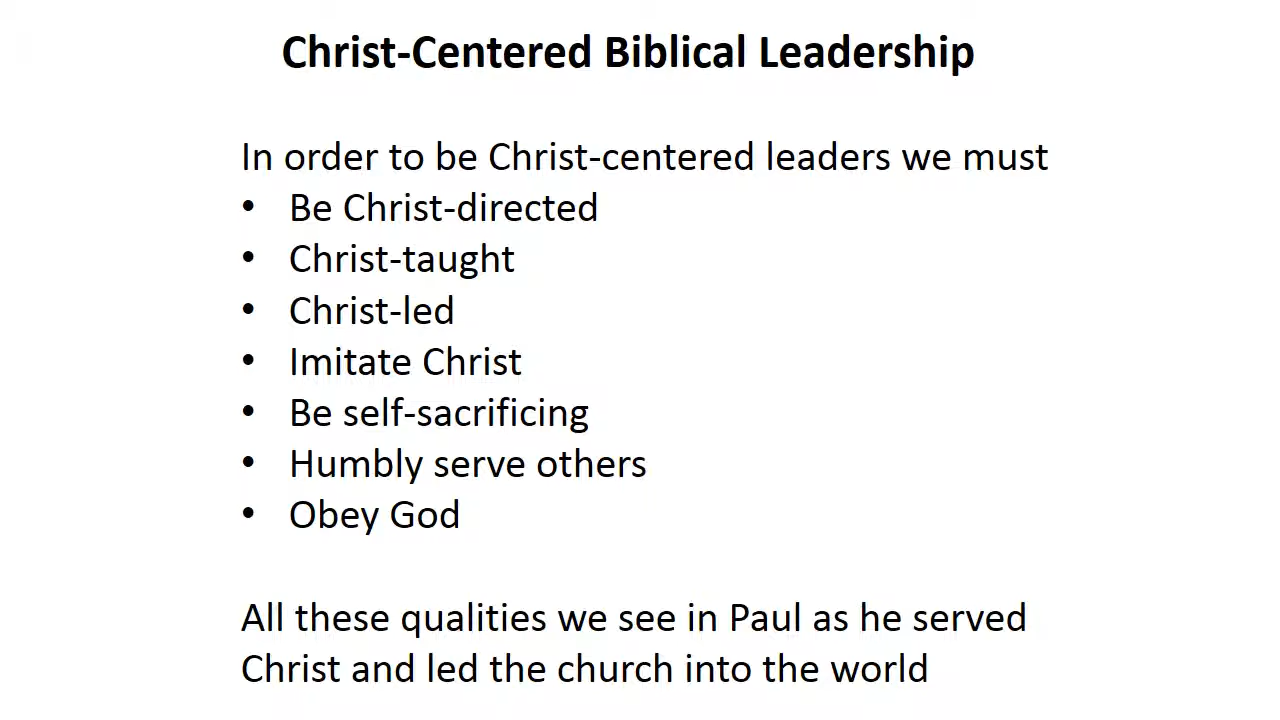 Christ-Centered Biblical Leadership
In order to be Christ-centered leaders we must
• Be Christ-directed
• Christ-taught
• Christ-led
• Imitate Christ
• Be self-sacrificing
• Humbly serve others
• Obey God
All these qualities we see in Paul as he served
Christ and led the church into the world